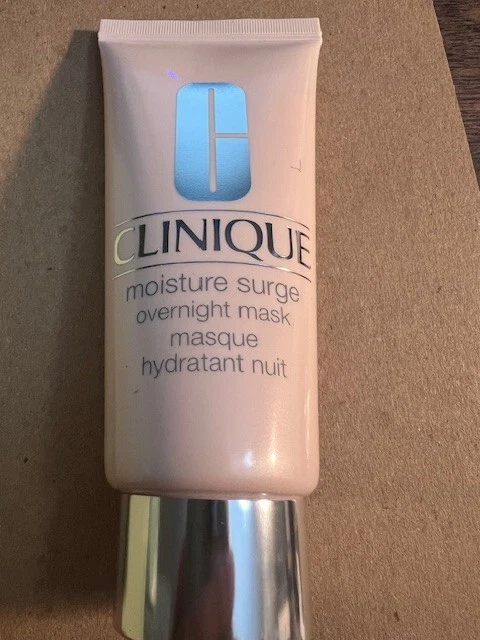 CLINIQUE
moisture surge
overnight mask
masque
hydratant nuit